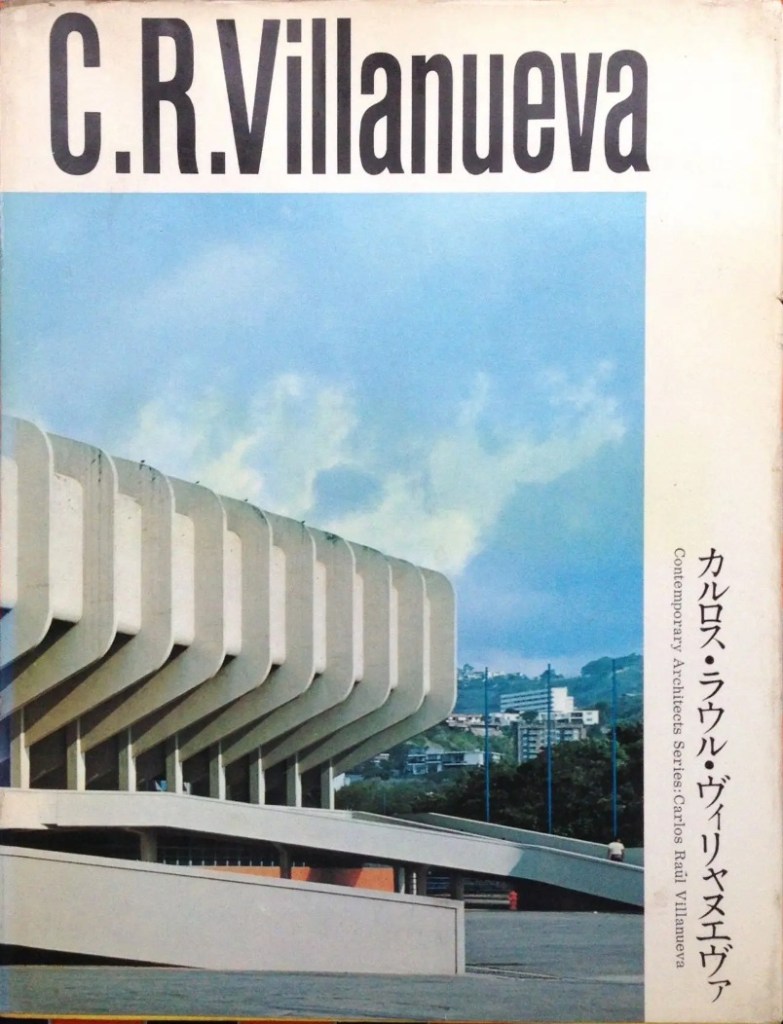 C.R.Villanueva
カルロス・ラウル・ヴィリャヌエヴァ
Contemporary Architects Series:Carlos Raúl Villanueva